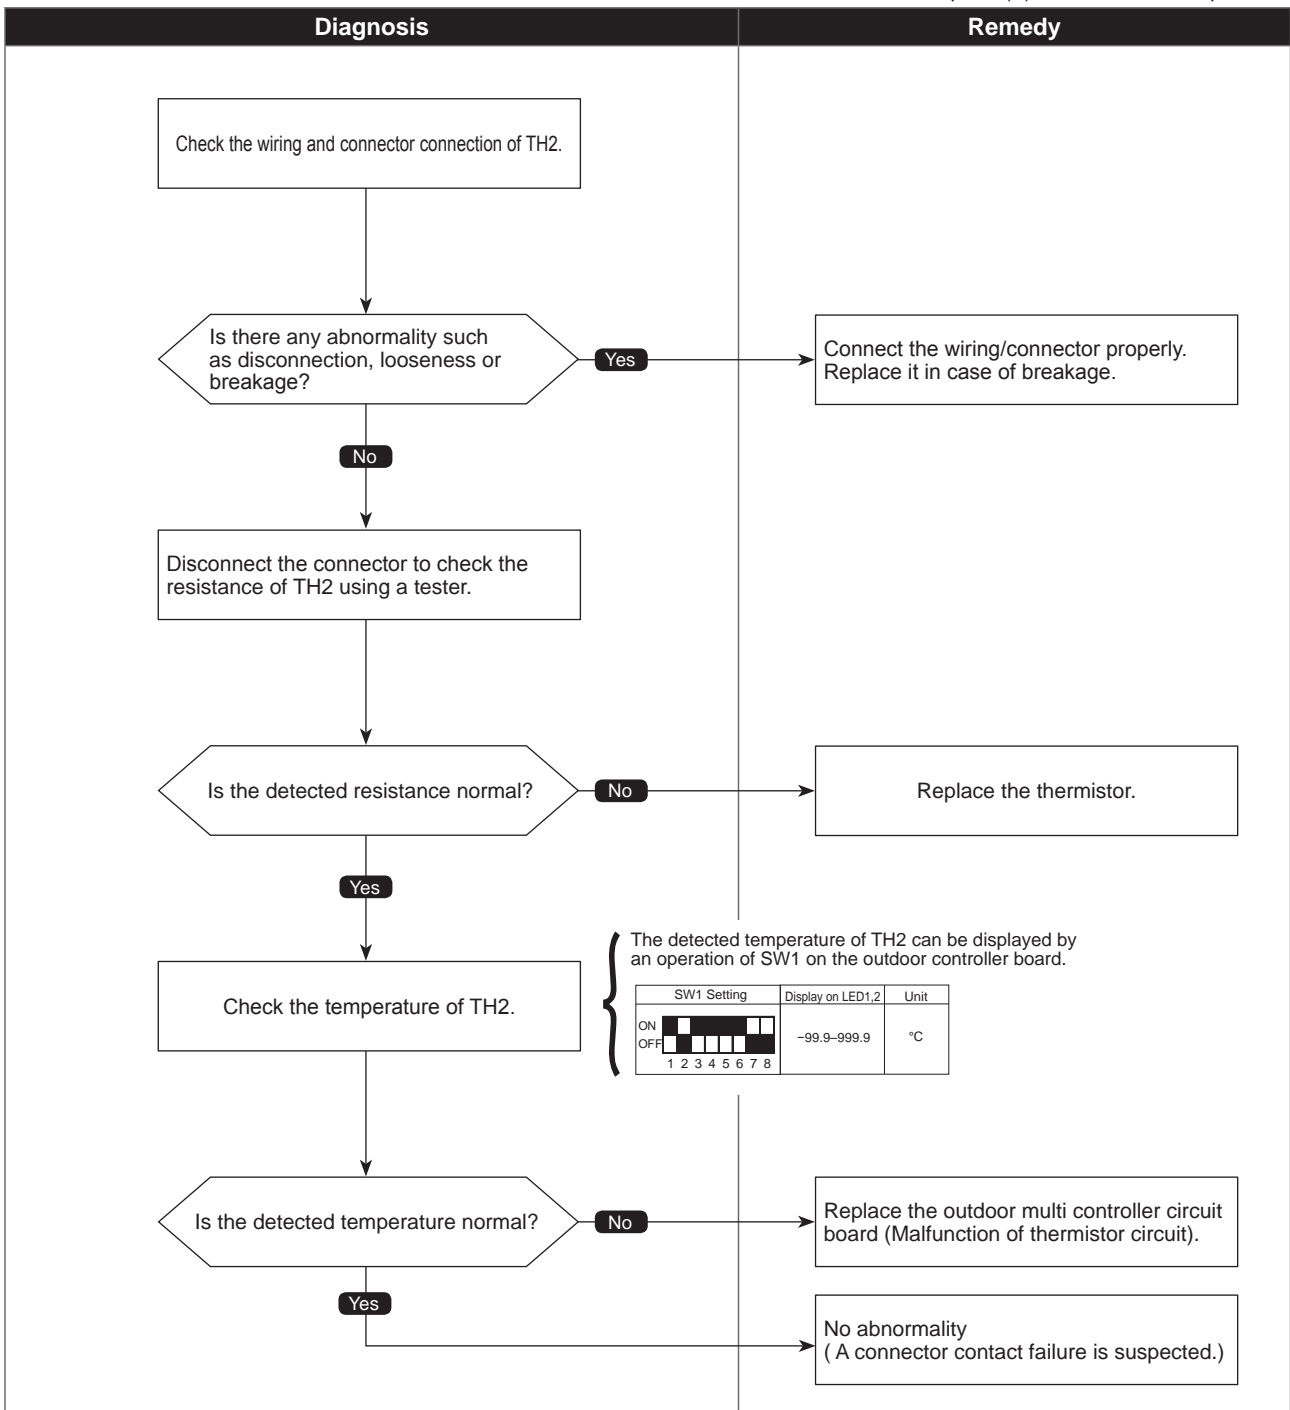 Diagnosis
Remedy
Check the wiring and connector connection of TH2.
Is there any abnormality such
as disconnection, looseness or
breakage?
Yes
Connect the wiring/connector properly.
Replace it in case of breakage.
No
Disconnect the connector to check the
resistance of TH2 using a tester.
Is the detected resistance normal?
No
Replace the thermistor.
Yes
The detected temperature of TH2 can be displayed by
an operation of SW1 on the outdoor controller board.
Check the temperature of TH2.
SW1 Setting
Display on LED1,2
Unit
ON
OFF
1 2 3 4 5 6 7 8
−99.9–999.9
°C
Is the detected temperature normal?
No
Replace the outdoor multi controller circuit
board (Malfunction of thermistor circuit).
Yes
No abnormality
( A connector contact failure is suspected.)